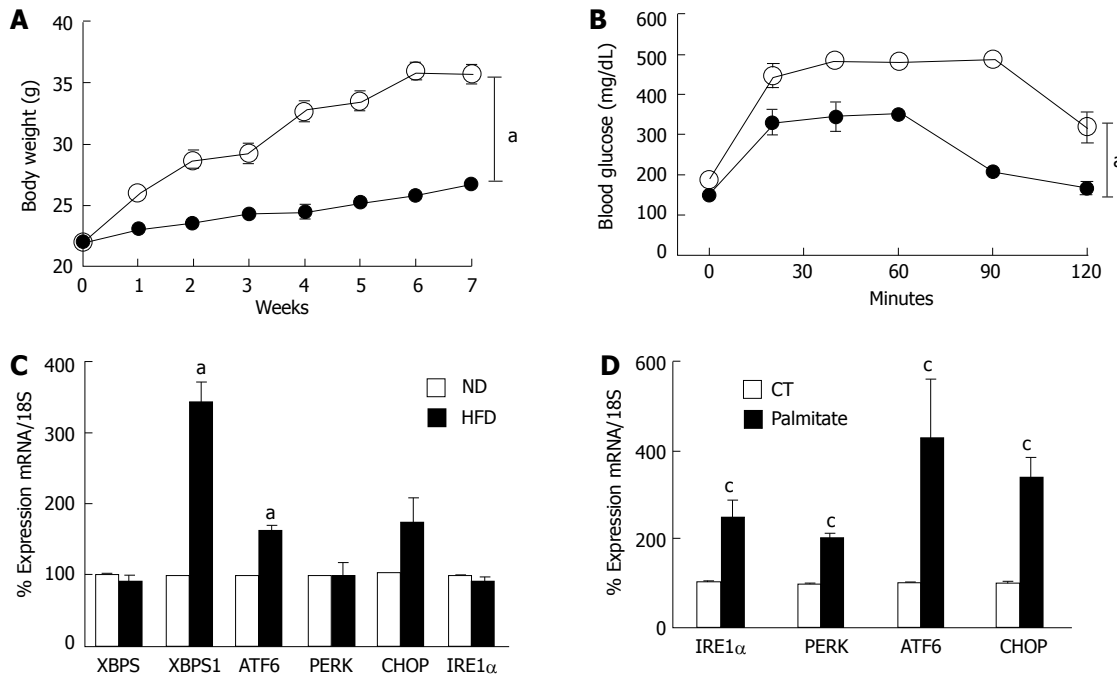 A
Body weight (g)
40
35
30
25
20
0
1
2
3
4
5
6
7
Weeks
a
B
Blood glucose (mg/dL)
600
500
400
300
200
100
0
0
30
60
90
120
Minutes
a
C
% Expression mRNA/18S
400
300
200
100
0
a
a
ND
HFD
XBPS
XBPS1
ATF6
PERK
CHOP
IRE1α
D
% Expression mRNA/18S
600
400
200
0
CT
Palmitate
c
c
c
c
IRE1α
PERK
ATF6
CHOP